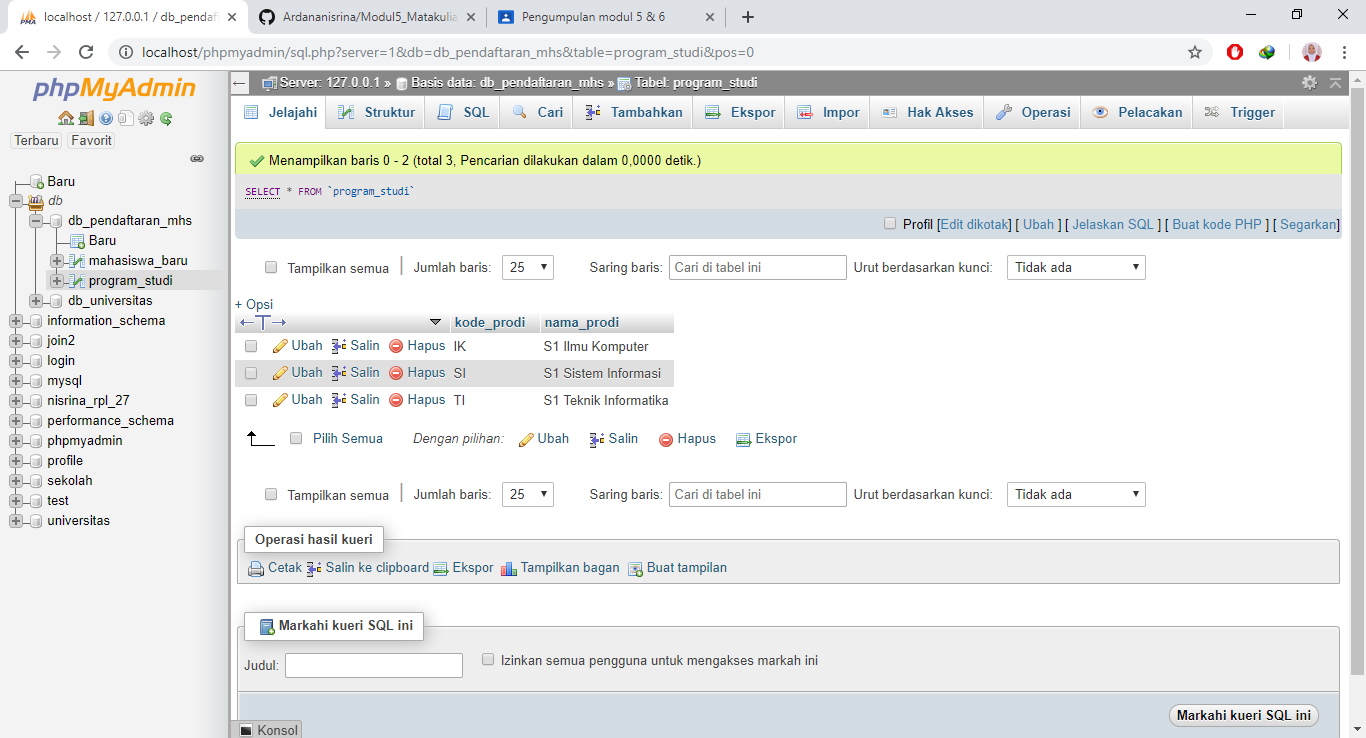 localhost / 127.0.0.1 / db_pendaf
Ardananisrina/Modul5_Matakulia
Pengumpulan modul 5 & 6
localhost/phpmyadmin/sql.php?server=1&db=db_pendaftaran_mhs&table=program_studi&pos=0
phpMyAdmin
Terbaru Favorit
Baru
db
db_pendaftaran_mhs
Baru
mahasiswa_baru
program_studi
db_universitas
information_schema
join2
login
mysql
nisrina_rpl_27
performance_schema
phpmyadmin
profile
sekolah
test
universitas
Server: 127.0.0.1 » Basis data: db_pendaftaran_mhs » Tabel: program_studi
Jelajahi Struktur SQL Cari Tambahkan Ekspor Impor Hak Akses Operasi Pelacakan Trigger
Menampilkan baris 0 - 2 (total 3, Pencarian dilakukan dalam 0,0000 detik.)
SELECT * FROM `program_studi`
Profil [Edit dikotak] [ Ubah ] [ Jelaskan SQL ] [ Buat kode PHP ] [ Segarkan]
Tampilkan semua Jumlah baris: 25 Saring baris: Cari di tabel ini Urut berdasarkan kunci: Tidak ada
+ Opsi
←T→ kode_prodi nama_prodi
Ubah Salin Hapus IK S1 Ilmu Komputer
Ubah Salin Hapus SI S1 Sistem Informasi
Ubah Salin Hapus TI S1 Teknik Informatika
Pilih Semua Dengan pilihan: Ubah Salin Hapus Ekspor
Tampilkan semua Jumlah baris: 25 Saring baris: Cari di tabel ini Urut berdasarkan kunci: Tidak ada
Operasi hasil kueri
Cetak Salin ke clipboard Ekspor Tampilkan bagan Buat tampilan
Markahi kueri SQL ini
Judul: Izinkan semua pengguna untuk mengakses markah ini
Markahi kueri SQL ini
Konsol